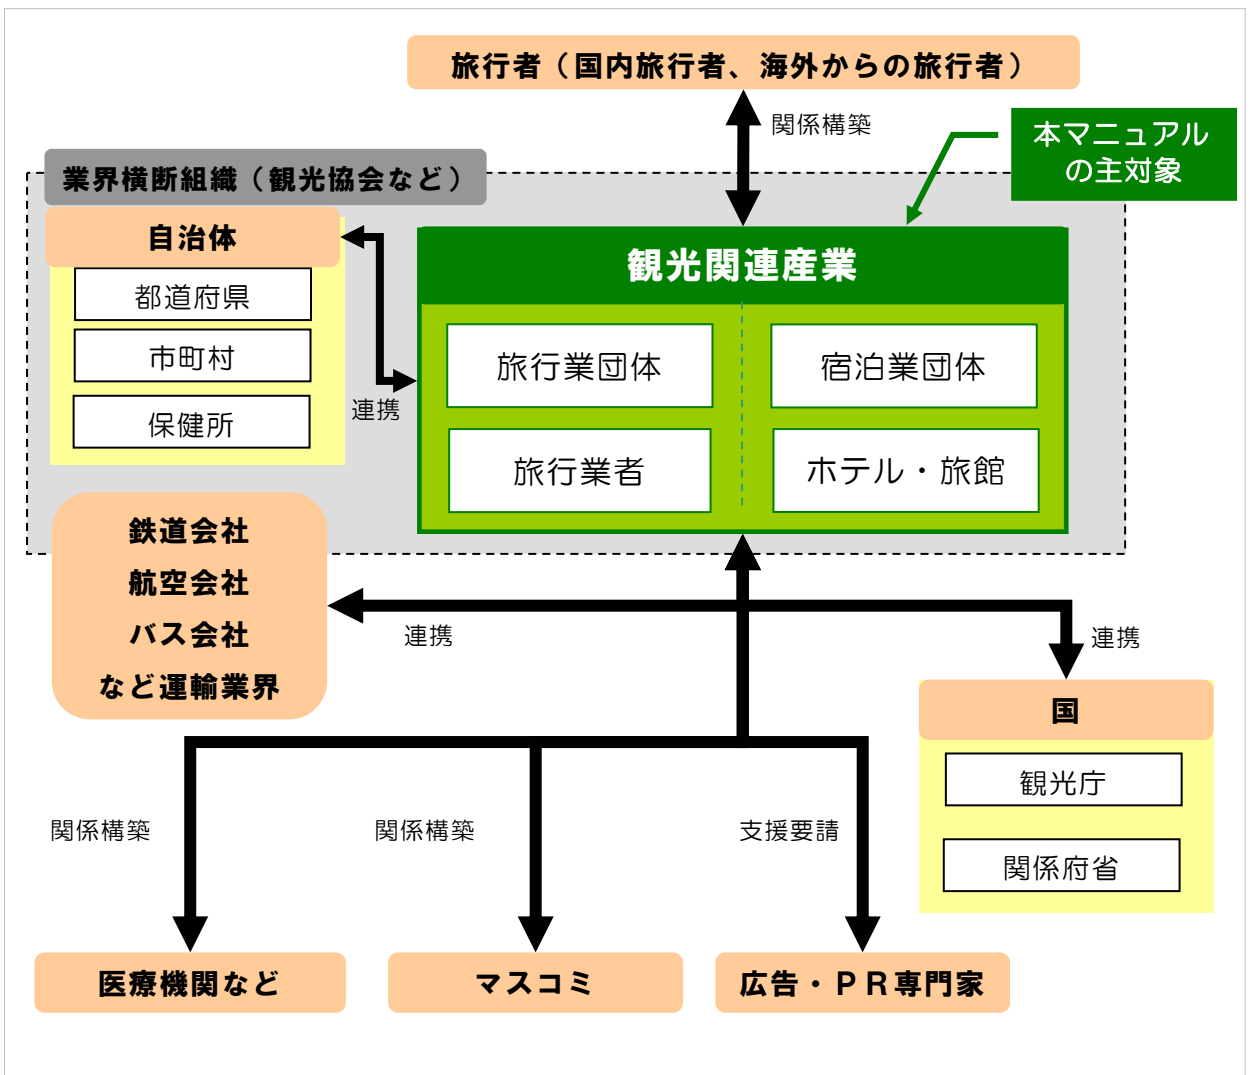 旅行者（国内旅行者、海外からの旅行者）
関係構築
本マニュアル
の主対象
業界横断組織（観光協会など）
自治体
都道府県
市町村
保健所
連携
観光関連産業
旅行業団体
宿泊業団体
旅行業者
ホテル・旅館
鉄道会社
航空会社
バス会社
など運輸業界
連携
連携
国
観光庁
関係府省
関係構築
関係構築
支援要請
医療機関など
マスコミ
広告・ＰＲ専門家